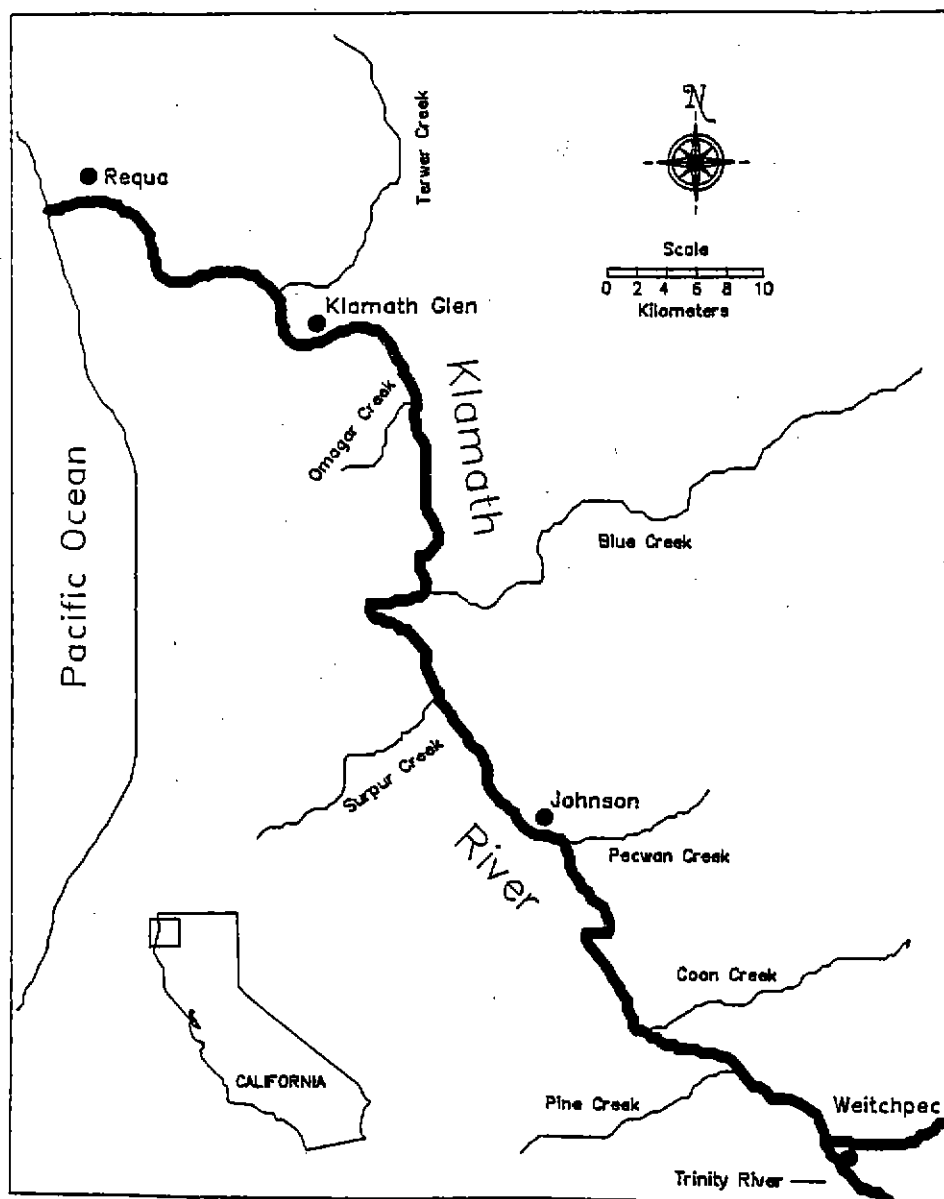 N
Terwer Creek
Requa
Scale
0 2 4 6 8 10
Kilometers
Klamath Glen
Omagar Creek
Klamath
Blue Creek
Pacific Ocean
Surpur Creek
Johnson
River
Pecwan Creek
Coon Creek
CALIFORNIA
Pine Creek
Weitchpec
Trinity River